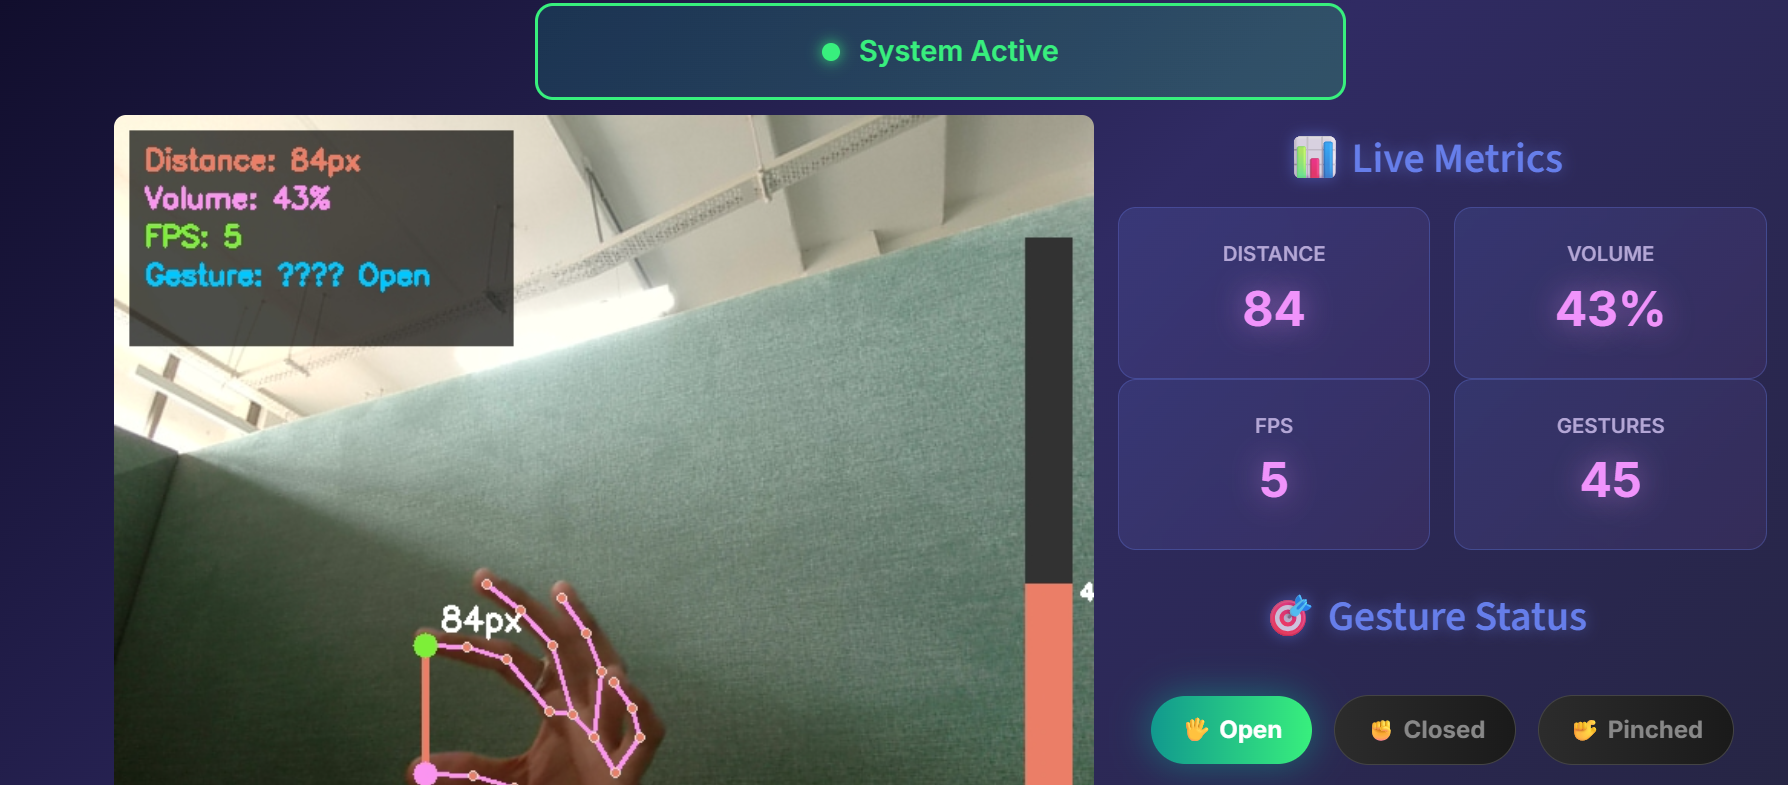 System Active
Distance: 84px
Volume: 43%
FPS: 5
Gesture: ???? Open
84px
4
Live Metrics
DISTANCE
84
VOLUME
43%
FPS
5
GESTURES
45
Gesture Status
Open
Closed
Pinched